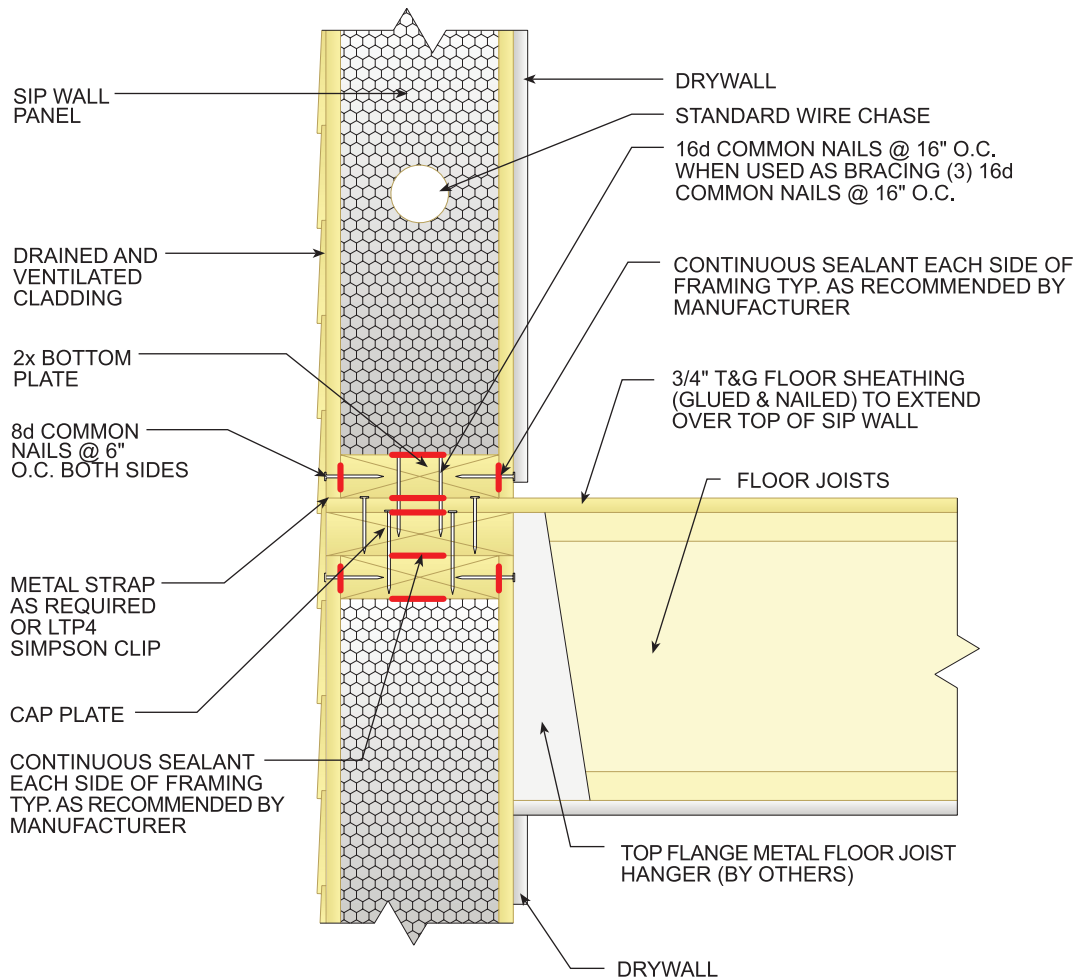 SIP WALL
PANEL
DRAINED AND
VENTILATED
CLADDING
2x BOTTOM
PLATE
8d COMMON
NAILS @ 6"
O.C. BOTH SIDES
METAL STRAP
AS REQUIRED
OR LTP4
SIMPSON CLIP
CAP PLATE
CONTINUOUS SEALANT
EACH SIDE OF FRAMING
TYP. AS RECOMMENDED BY
MANUFACTURER
DRYWALL
STANDARD WIRE CHASE
16d COMMON NAILS @ 16" O.C.
WHEN USED AS BRACING (3) 16d
COMMON NAILS @ 16" O.C.
CONTINUOUS SEALANT EACH SIDE OF
FRAMING TYP. AS RECOMMENDED BY
MANUFACTURER
3/4" T&G FLOOR SHEATHING
(GLUED & NAILED) TO EXTEND
OVER TOP OF SIP WALL
FLOOR JOISTS
TOP FLANGE METAL FLOOR JOIST
HANGER (BY OTHERS)
DRYWALL